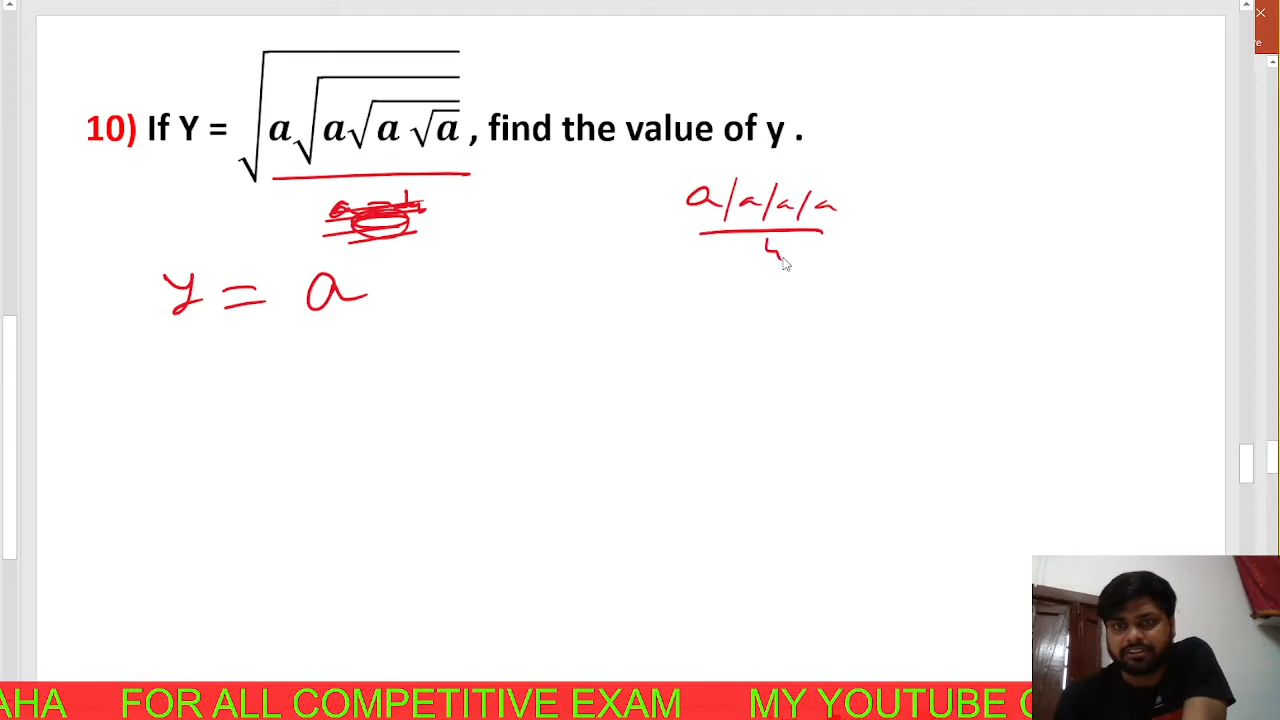 10) If Y = √(a√(a√(a √a))) , find the value of y .
a/a/a/a
4
y = a
AHA FOR ALL COMPETITIVE EXAM MY YOUTUBE